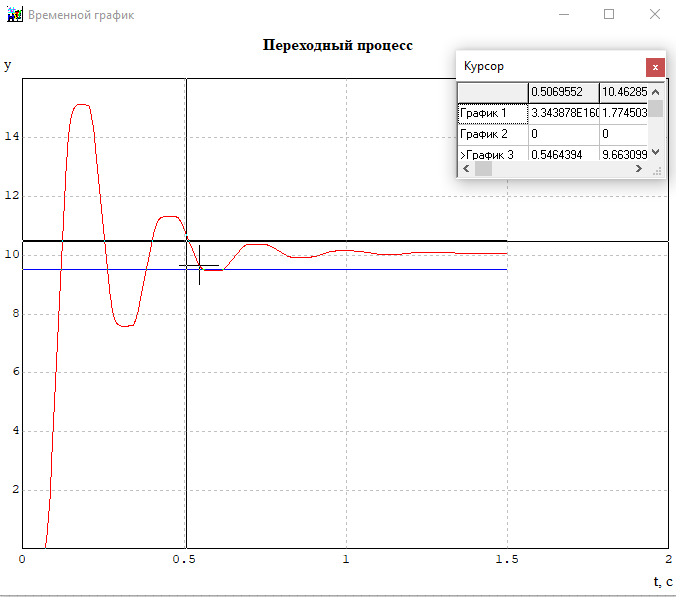 Временной график
Переходный процесс
y
Курсор
x
0.5069552 10.46285
График 1 3.343878E160 1.774503
График 2 0 0
>График 3 0.5464394 9.663099
14
12
10
8
6
4
2
0 0.5 1 1.5 2
t, c